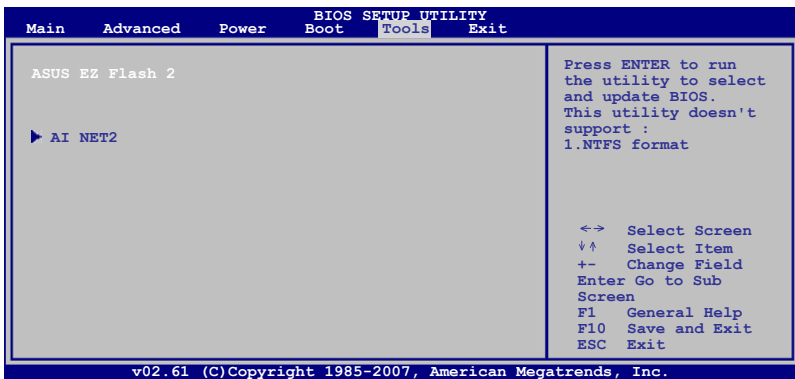 BIOS SETUP UTILITY
Main Advanced Power Boot Tools Exit
ASUS EZ Flash 2
AI NET2
Press ENTER to run
the utility to select
and update BIOS.
This utility doesn't
support :
1.NTFS format
←→ Select Screen
↓↑ Select Item
+- Change Field
Enter Go to Sub
Screen
F1 General Help
F10 Save and Exit
ESC Exit
v02.61 (C)Copyright 1985-2007, American Megatrends, Inc.